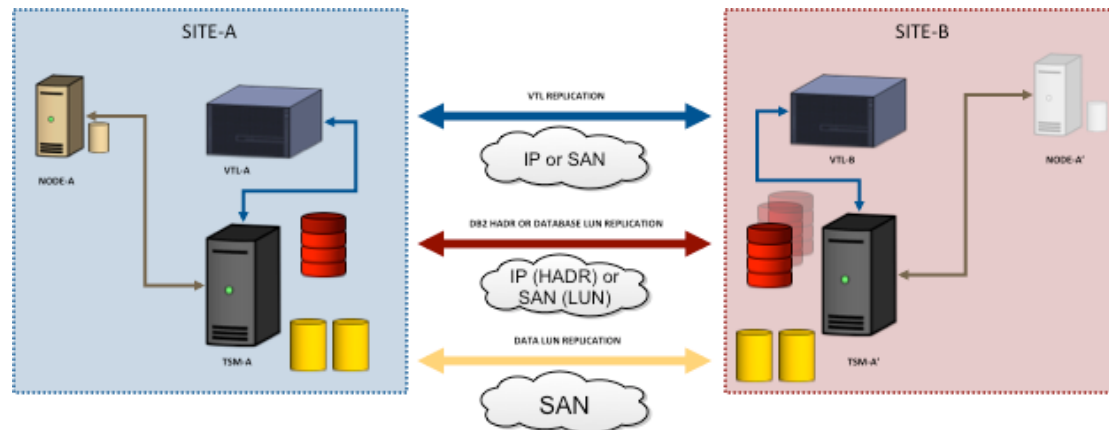 SITE-A
SITE-B
VTL REPLICATION
IP or SAN
NODE-A
VTL-A
VTL-B
NODE-A'
DB2 HADR OR DATABASE LUN REPLICATION
IP (HADR) or
SAN (LUN)
DATA LUN REPLICATION
TSM-A
TSM-A'
SAN